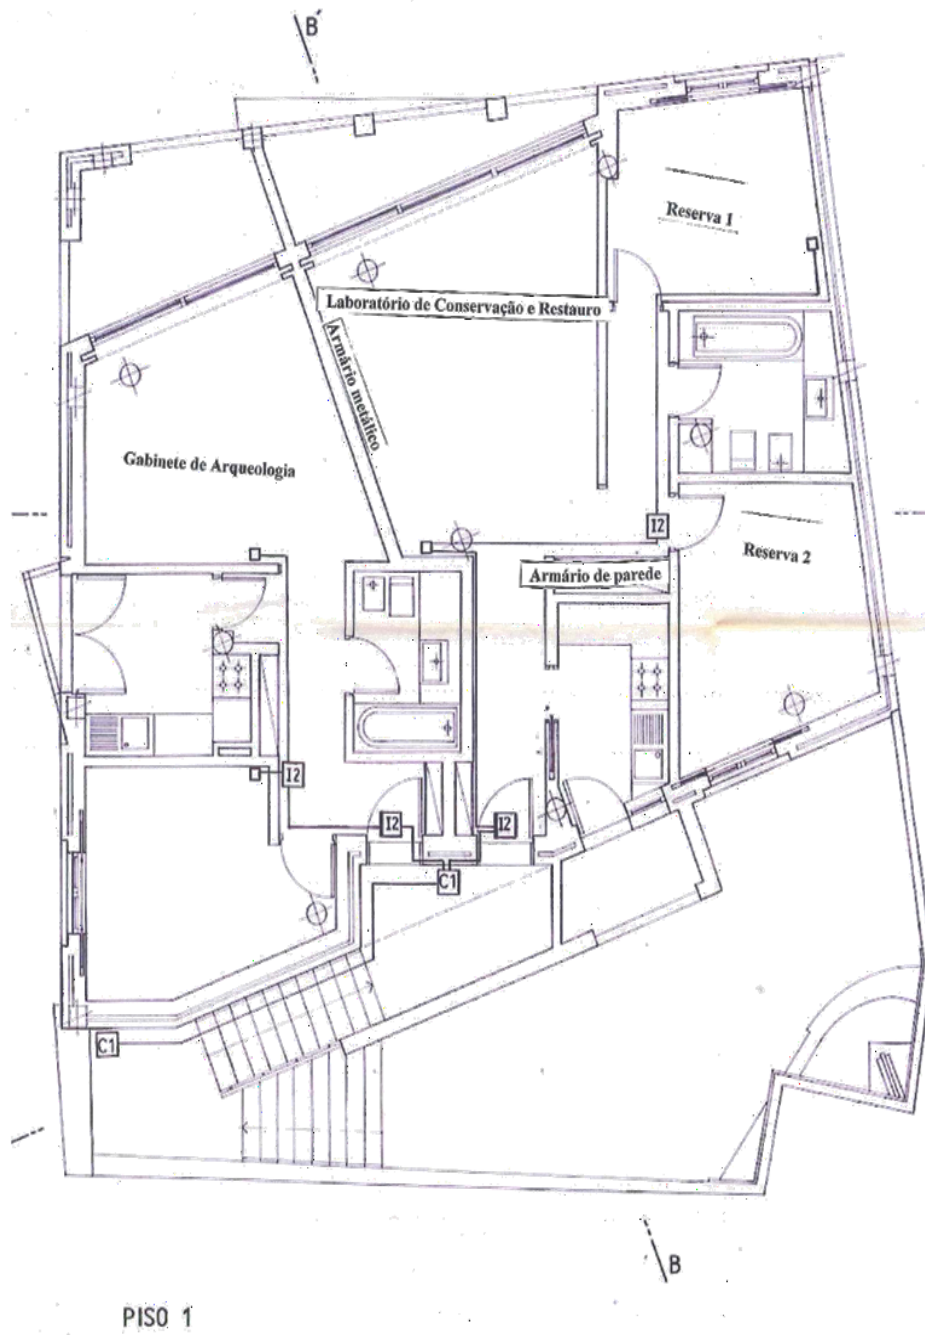 B'
Reserva 1
Laboratório de Conservação e Restauro
Armário metálico
Gabinete de Arqueologia
I2
Reserva 2
Armário de parede
I2
I2
I2
C1
C1
B
PISO 1